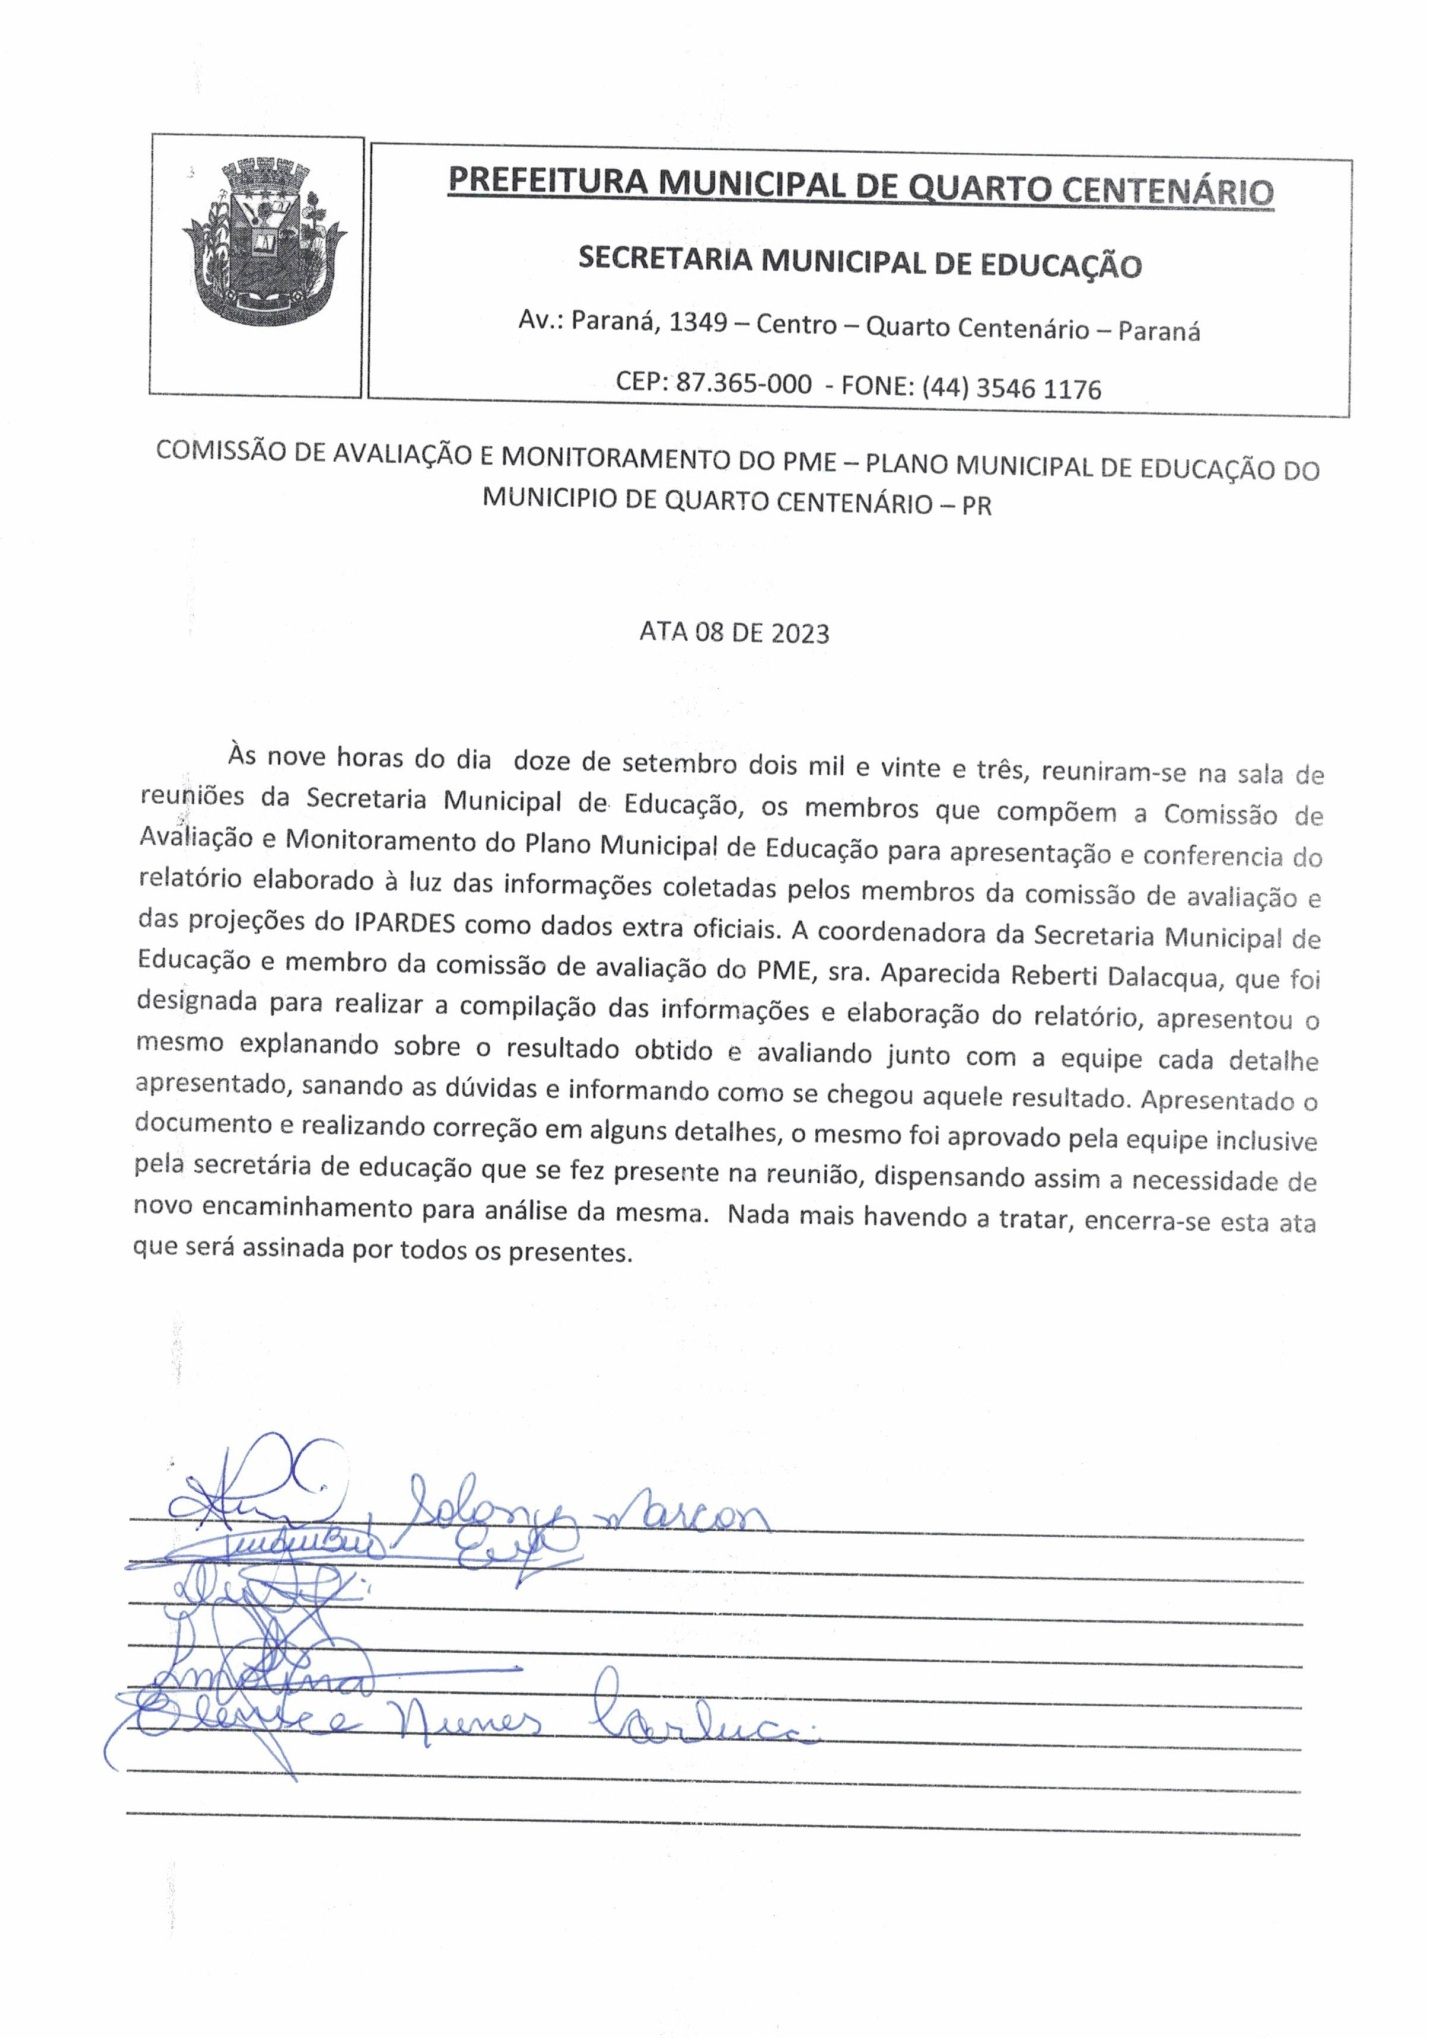 PREFEITURA MUNICIPAL DE QUARTO CENTENÁRIO
SECRETARIA MUNICIPAL DE EDUCAÇÃO
Av.: Paraná, 1349 – Centro – Quarto Centenário – Paraná
CEP: 87.365-000 - FONE: (44) 3546 1176
COMISSÃO DE AVALIAÇÃO E MONITORAMENTO DO PME – PLANO MUNICIPAL DE EDUCAÇÃO DO
MUNICIPIO DE QUARTO CENTENÁRIO – PR
ATA 08 DE 2023
Às nove horas do dia doze de setembro dois mil e vinte e três, reuniram-se na sala de
reuniões da Secretaria Municipal de Educação, os membros que compõem a Comissão de
Avaliação e Monitoramento do Plano Municipal de Educação para apresentação e conferencia do
relatório elaborado à luz das informações coletadas pelos membros da comissão de avaliação e
das projeções do IPARDES como dados extra oficiais. A coordenadora da Secretaria Municipal de
Educação e membro da comissão de avaliação do PME, sra. Aparecida Reberti Dalacqua, que foi
designada para realizar a compilação das informações e elaboração do relatório, apresentou o
mesmo explanando sobre o resultado obtido e avaliando junto com a equipe cada detalhe
apresentado, sanando as dúvidas e informando como se chegou aquele resultado. Apresentado o
documento e realizando correção em alguns detalhes, o mesmo foi aprovado pela equipe inclusive
pela secretária de educação que se fez presente na reunião, dispensando assim a necessidade de
novo encaminhamento para análise da mesma. Nada mais havendo a tratar, encerra-se esta ata
que será assinada por todos os presentes.
Solange Marcon
Elenice Nunes Carlucci